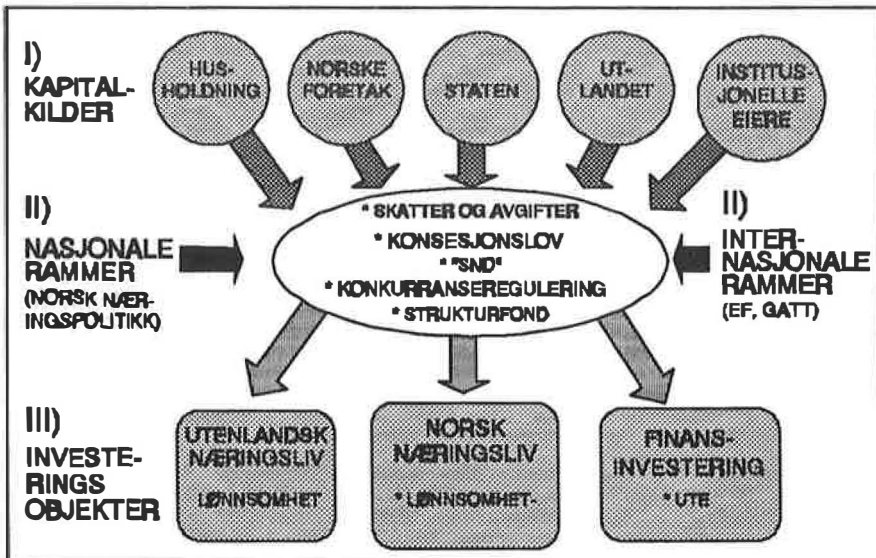 I)
KAPITAL-
KILDER
HUS-
HOLDNING
NORSKE
FORETAK
STATEN
UT-
LANDET
INSTITUS-
JONELLE
EIERE
II)
NASJONALE
RAMMER
(NORSK NÆR-
INGSPOLITIKK)
* SKATTER OG AVGIFTER
* KONSESJONSLOV
* "SND"
* KONKURRANSEREGULERING
* STRUKTURFOND
II)
INTER-
NASJONALE
RAMMER
(EF, GATT)
III)
INVESTE-
RINGS
OBJEKTER
UTENLANDSK
NÆRINGSLIV
LØNNSOMHET
NORSK
NÆRINGSLIV
* LØNNSOMHET-
FINANS-
INVESTERING
* UTE